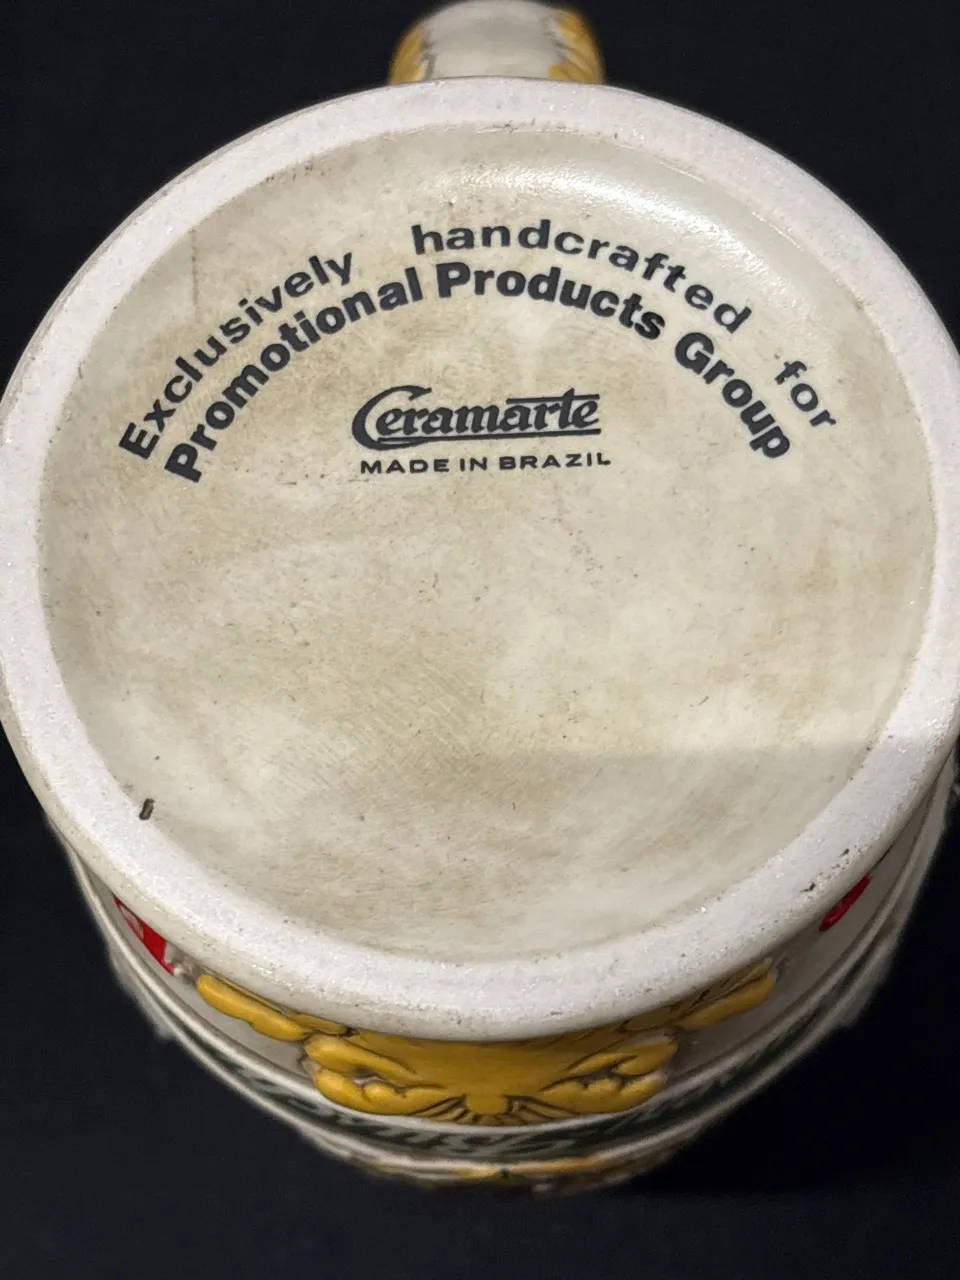 Exclusively handcrafted for
Promotional Products Group
Ceramarte
MADE IN BRAZIL